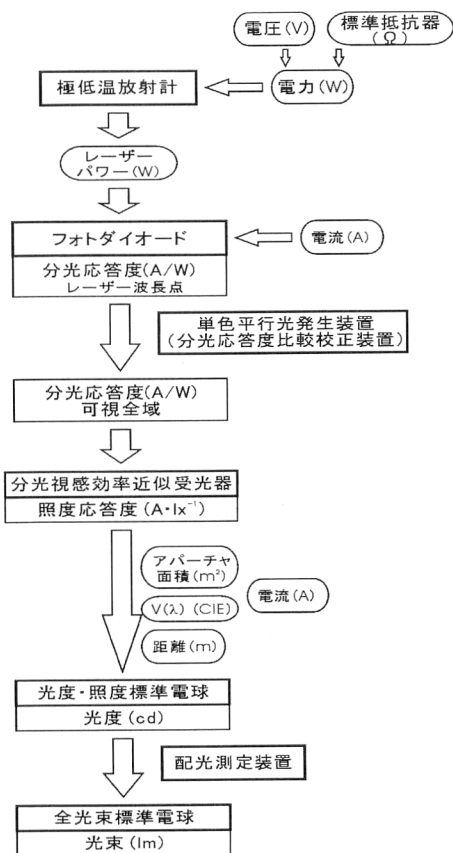 電圧(V)
標準抵抗器
(Ω)
極低温放射計
電力(W)
レーザー
パワー(W)
フォトダイオード
電流(A)
分光応答度(A/W)
レーザー波長点
単色平行光発生装置
(分光応答度比較校正装置)
分光応答度(A/W)
可視全域
分光視感効率近似受光器
照度応答度(A･lx⁻¹)
アパーチャ
面積(m²)
電流(A)
V(λ) (CIE)
距離(m)
光度･照度標準電球
光度(cd)
配光測定装置
全光束標準電球
光束(lm)